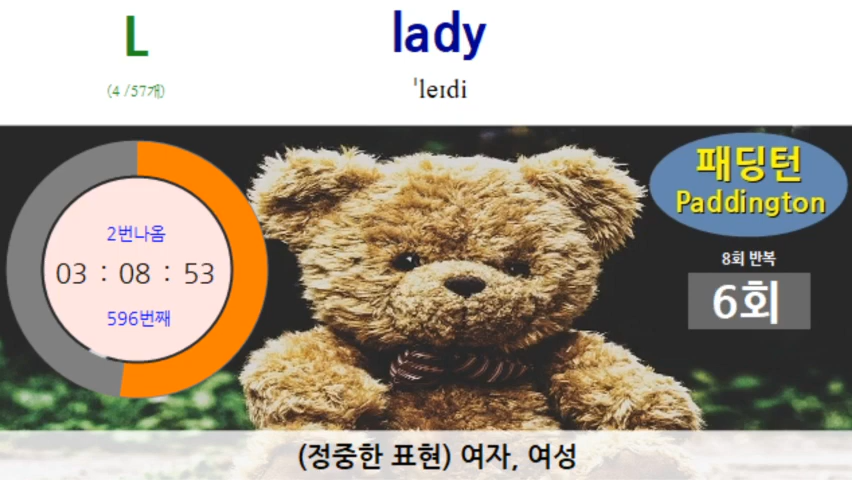 L
(4 /57개)
lady
ˈleɪdi
2번나옴
03 : 08 : 53
596번째
패딩턴
Paddington
8회 반복
6회
(정중한 표현) 여자, 여성